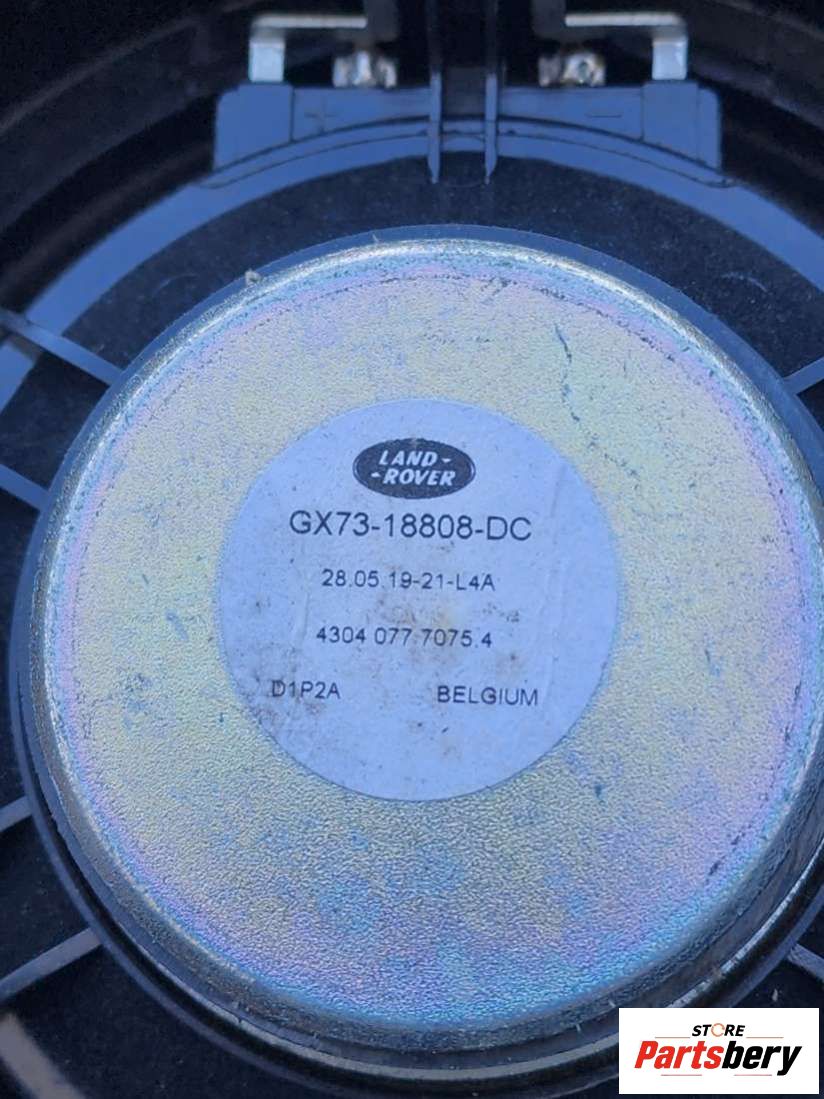 LAND-
-ROVER
GX73-18808-DC
28.05.19-21-L4A
4304 077 7075.4
D1P2A BELGIUM
STORE
Partsbery